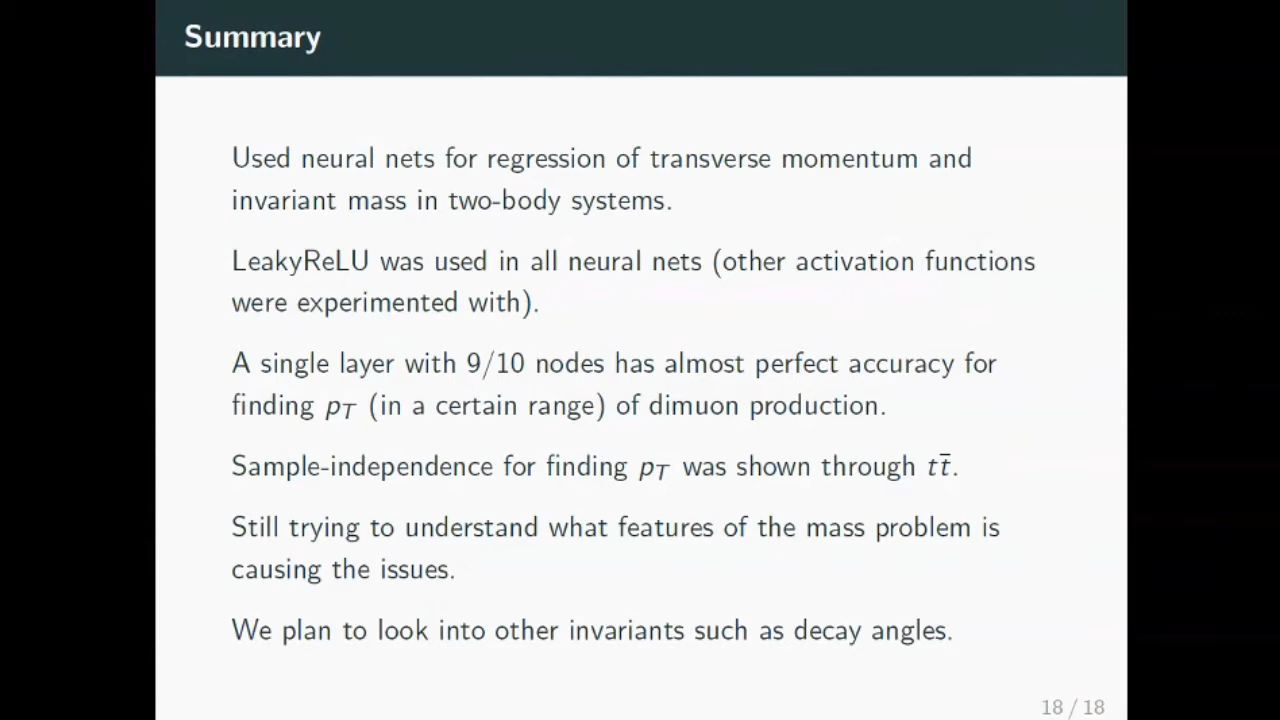 Summary
Used neural nets for regression of transverse momentum and
invariant mass in two-body systems.
LeakyReLU was used in all neural nets (other activation functions
were experimented with).
A single layer with 9/10 nodes has almost perfect accuracy for
finding p_T (in a certain range) of dimuon production.
Sample-independence for finding p_T was shown through tt̄.
Still trying to understand what features of the mass problem is
causing the issues.
We plan to look into other invariants such as decay angles.
18 / 18